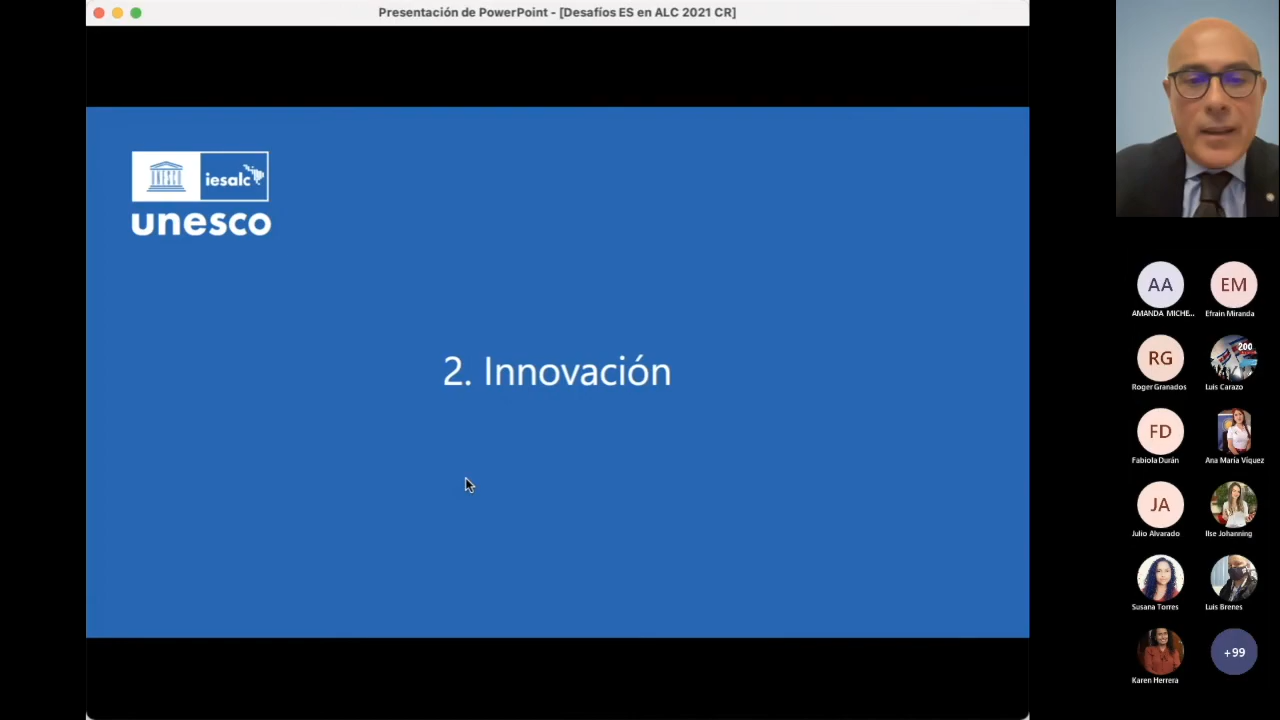 Presentación de PowerPoint - [Desafíos ES en ALC 2021 CR]
iesalc
unesco
2. Innovación
AA
EM
AMANDA MICHE...
Efrain Miranda
RG
200
Roger Granados
Luis Carazo
FD
Fabiola Durán
Ana María Víquez
JA
Julio Alvarado
Ilse Johanning
Susana Torres
Luis Brenes
+99
Karen Herrera